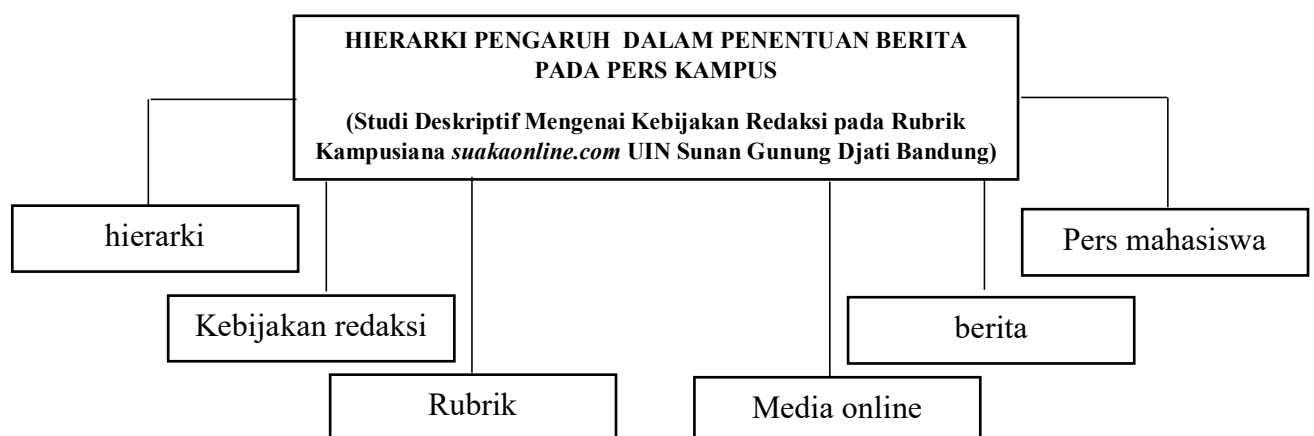 HIERARKI PENGARUH DALAM PENENTUAN BERITA
PADA PERS KAMPUS
(Studi Deskriptif Mengenai Kebijakan Redaksi pada Rubrik
Kampusiana suakaonline.com UIN Sunan Gunung Djati Bandung)
hierarki
Pers mahasiswa
Kebijakan redaksi
berita
Rubrik
Media online